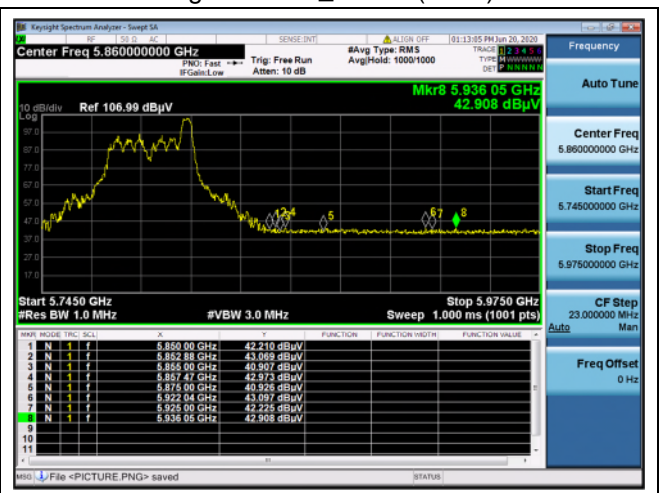 Keysight Spectrum Analyzer - Swept SA
RF 50 Ω AC SENSE:INT ALIGN OFF 01:13:05 PM Jun 20, 2020
Center Freq 5.860000000 GHz
PNO: Fast
IFGain:Low
Trig: Free Run
Atten: 10 dB
#Avg Type: RMS
Avg|Hold: 1000/1000
TRACE 1 2 3 4 5 6
TYPE MWWWWW
DET P NNNNN
Frequency
Mkr8 5.936 05 GHz
42.908 dBµV
10 dB/div Ref 106.99 dBµV
Log
97.0
87.0
77.0
67.0
57.0
47.0
37.0
27.0
17.0
1 2 3 4 5 6 7 8
Start 5.7450 GHz Stop 5.9750 GHz
#Res BW 1.0 MHz #VBW 3.0 MHz Sweep 1.000 ms (1001 pts)
MKR MODE TRC SCL X Y FUNCTION FUNCTION WIDTH FUNCTION VALUE
1 N 1 f 5.850 00 GHz 42.210 dBµV
2 N 1 f 5.852 88 GHz 43.069 dBµV
3 N 1 f 5.855 00 GHz 40.907 dBµV
4 N 1 f 5.857 47 GHz 42.973 dBµV
5 N 1 f 5.875 00 GHz 40.926 dBµV
6 N 1 f 5.922 04 GHz 43.097 dBµV
7 N 1 f 5.925 00 GHz 42.225 dBµV
8 N 1 f 5.936 05 GHz 42.908 dBµV
9
10
11
Auto Tune
Center Freq
5.860000000 GHz
Start Freq
5.745000000 GHz
Stop Freq
5.975000000 GHz
CF Step
23.000000 MHz
Auto Man
Freq Offset
0 Hz
MSG File <PICTURE.PNG> saved STATUS